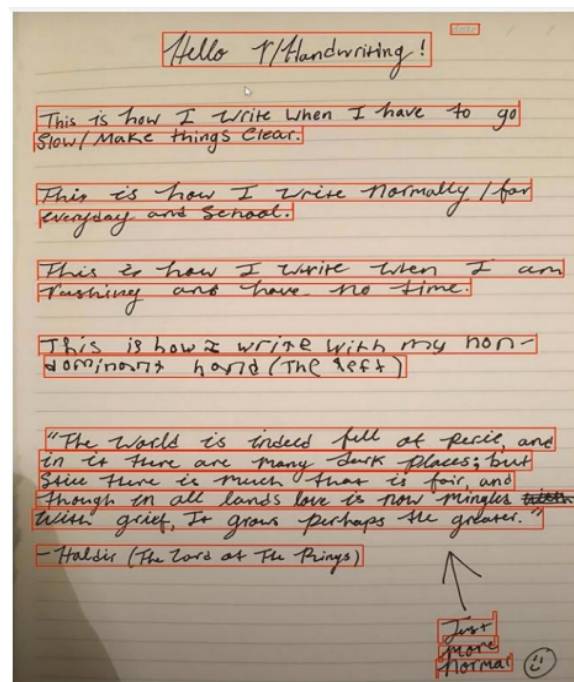 Hello r/Handwriting!
This is how I write when I have to go
Slow/Make things Clear.
This is how I write Normally/for
everyday and School.
This is how I write when I am
rushing and have no time.
This is how I write with my non-
dominant hand (The left)
"The world is indeed full of peril, and
in it there are many dark places; but
Still there is much that is fair, and
though in all lands love is now mingles
with grief, It grows perhaps the greater."
- Haldir (The Lord of The Rings)
Just
more
normal